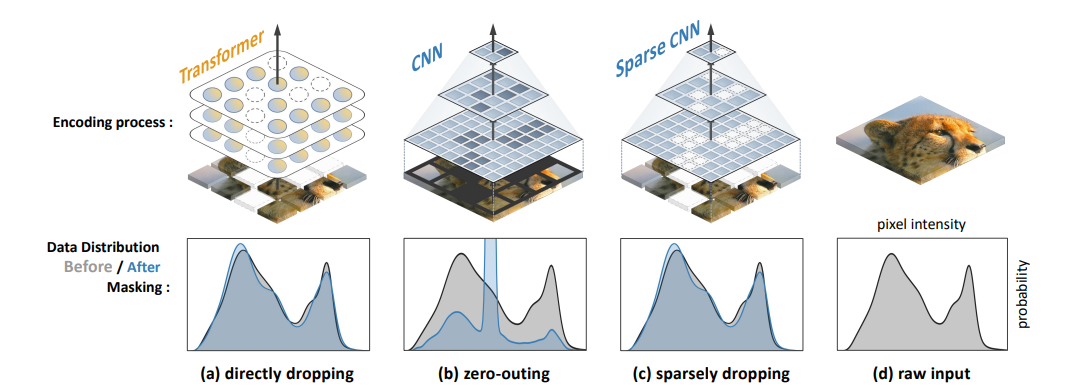 Transformer
CNN
Sparse CNN
Encoding process :
pixel intensity
probability
Data Distribution
Before / After
Masking :
(a) directly dropping
(b) zero-outing
(c) sparsely dropping
(d) raw input